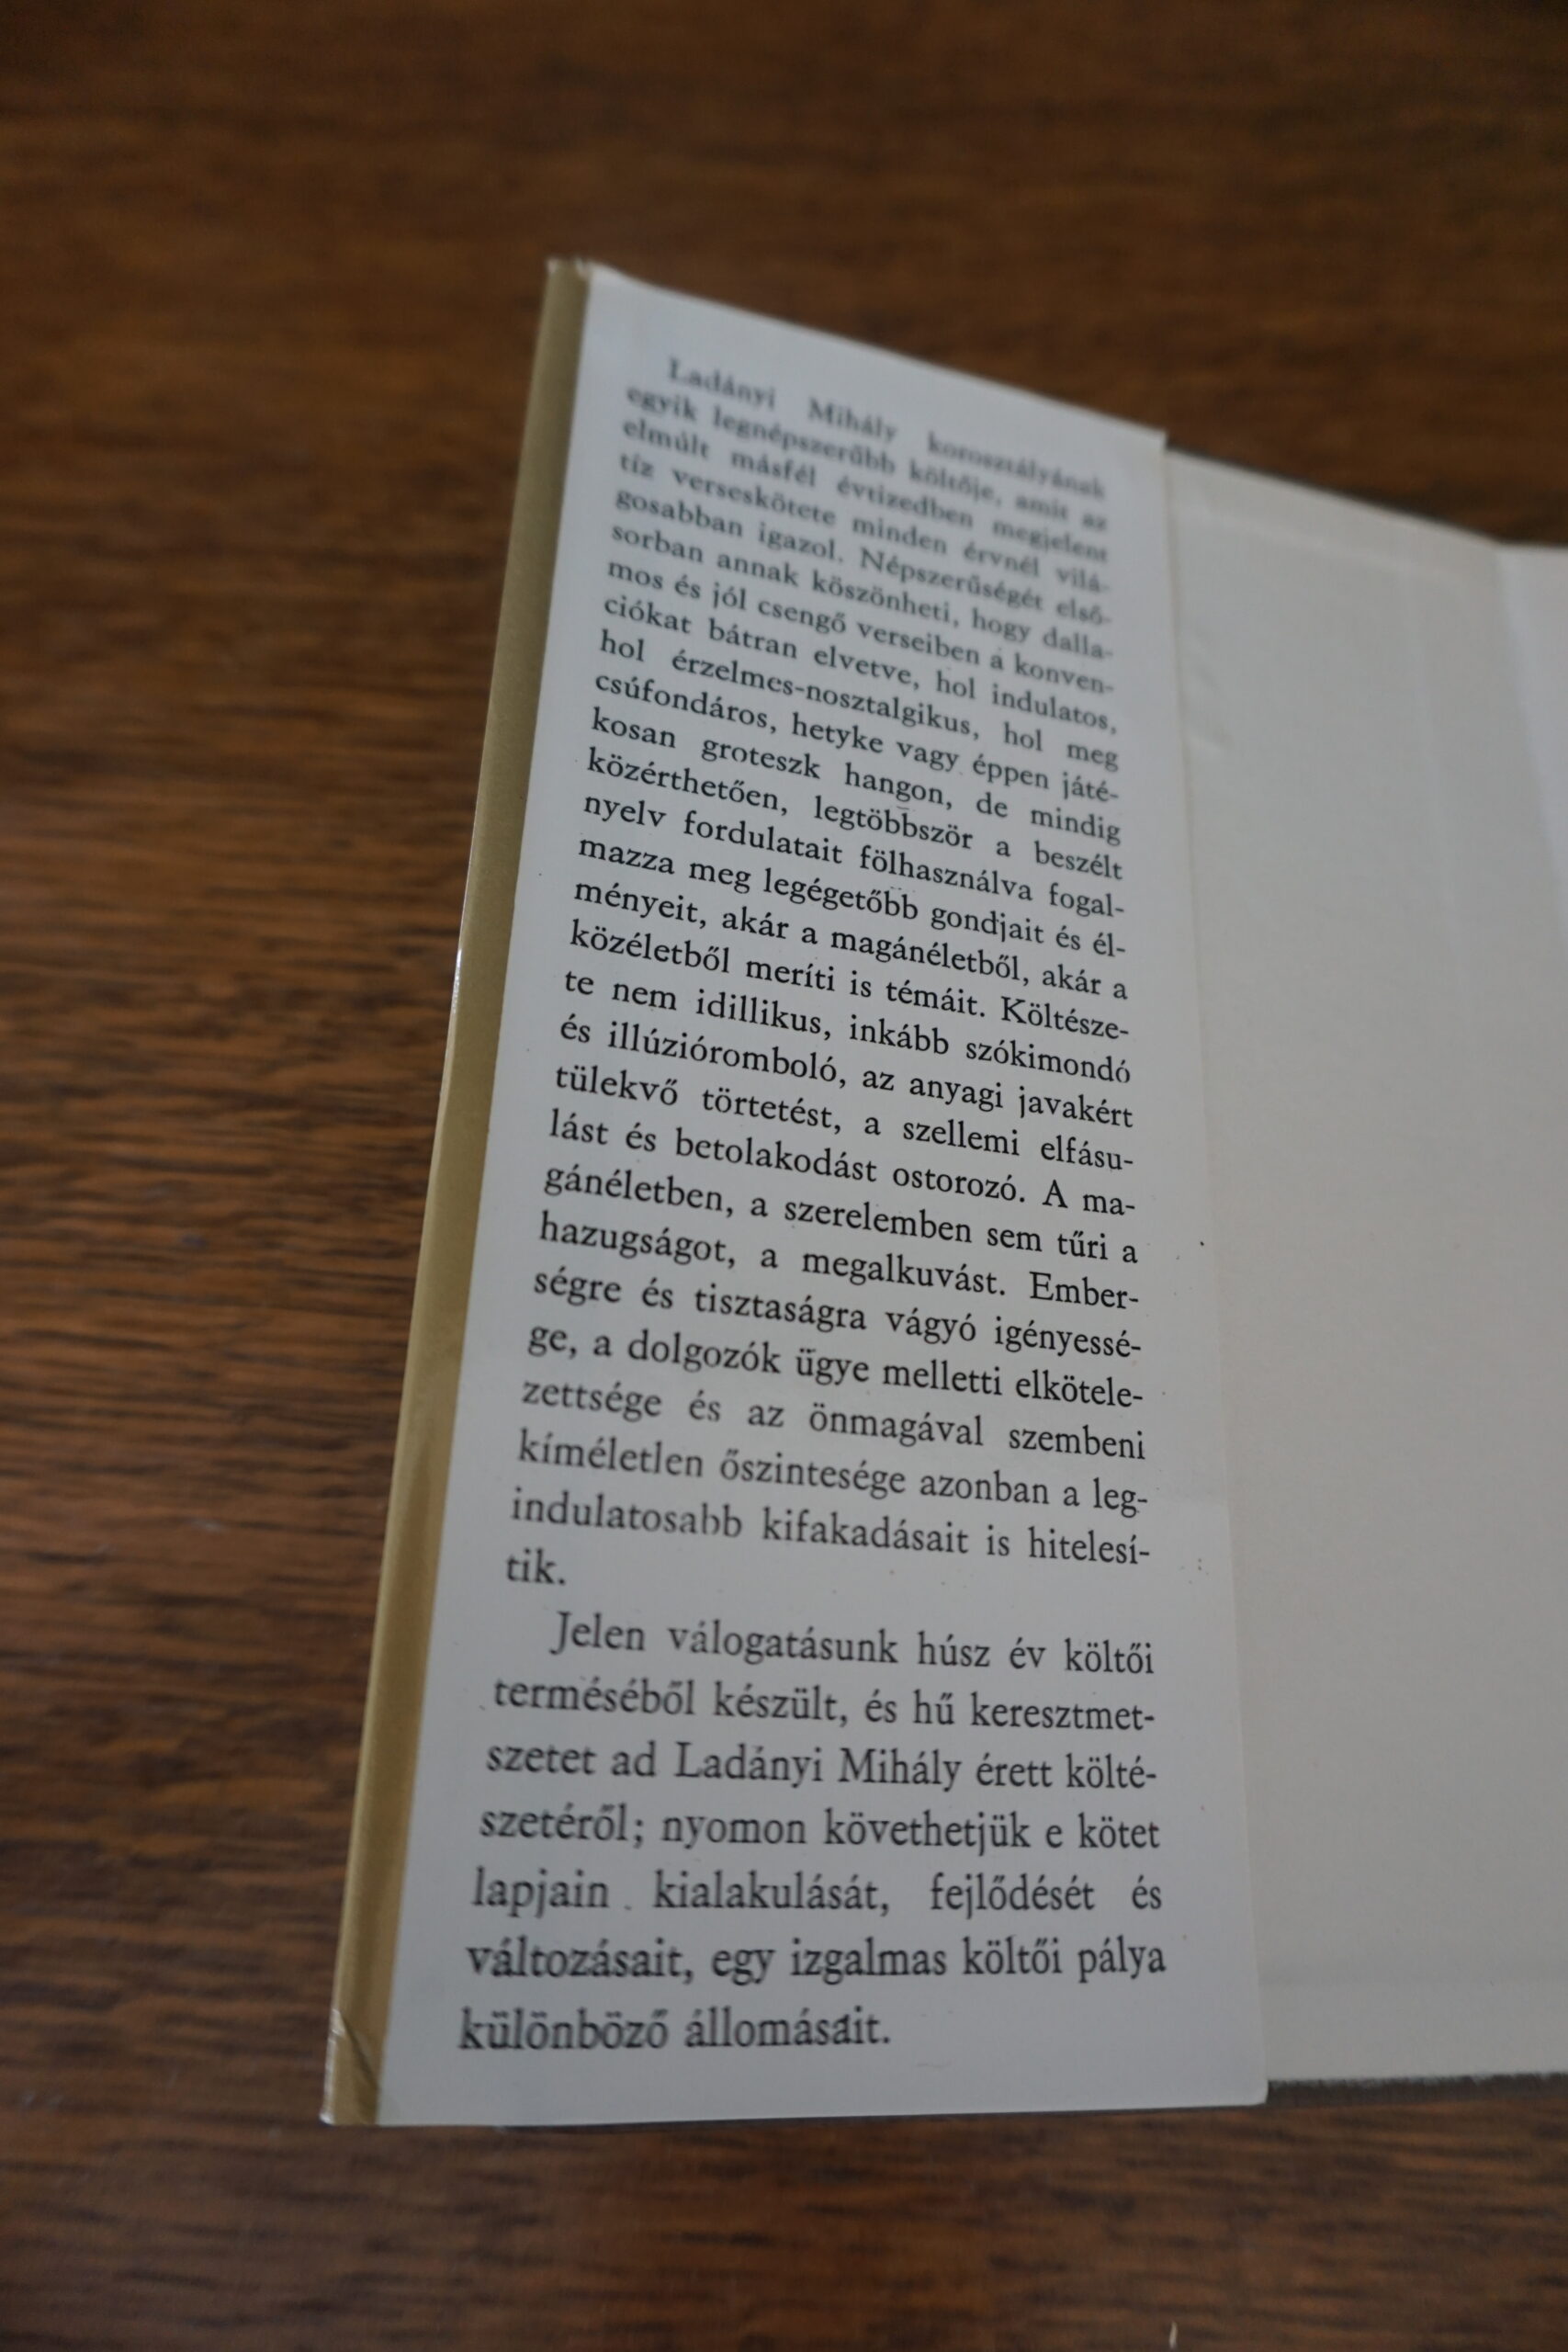 Ladányi Mihály korosztályának
egyik legnépszerűbb költője, amit az
elmúlt másfél évtizedben megjelent
tíz verseskötete minden érvnél vilá-
gosabban igazol. Népszerűségét első-
sorban annak köszönheti, hogy dalla-
mos és jól csengő verseiben a konven-
ciókat bátran elvetve, hol indulatos,
hol érzelmes-nosztalgikus, hol meg
csúfondáros, hetyke vagy éppen játé-
kosan groteszk hangon, de mindig
közérthetően, legtöbbször a beszélt
nyelv fordulatait fölhasználva fogal-
mazza meg legégetőbb gondjait és él-
ményeit, akár a magánéletből, akár a
közéletből meríti is témáit. Költésze-
te nem idillikus, inkább szókimondó
és illúzióromboló, az anyagi javakért
tülekvő törtetést, a szellemi elfásu-
lást és betolakodást ostorozó. A ma-
gánéletben, a szerelemben sem tűri a
hazugságot, a megalkuvást. Ember-
ségre és tisztaságra vágyó igényessé-
ge, a dolgozók ügye melletti elkötele-
zettsége és az önmagával szembeni
kíméletlen őszintesége azonban a leg-
indulatosabb kifakadásait is hitelesí-
tik.
Jelen válogatásunk húsz év költői
terméséből készült, és hű keresztmet-
szetet ad Ladányi Mihály érett költé-
szetéről; nyomon követhetjük e kötet
lapjain kialakulását, fejlődését és
változásait, egy izgalmas költői pálya
különböző állomásait.